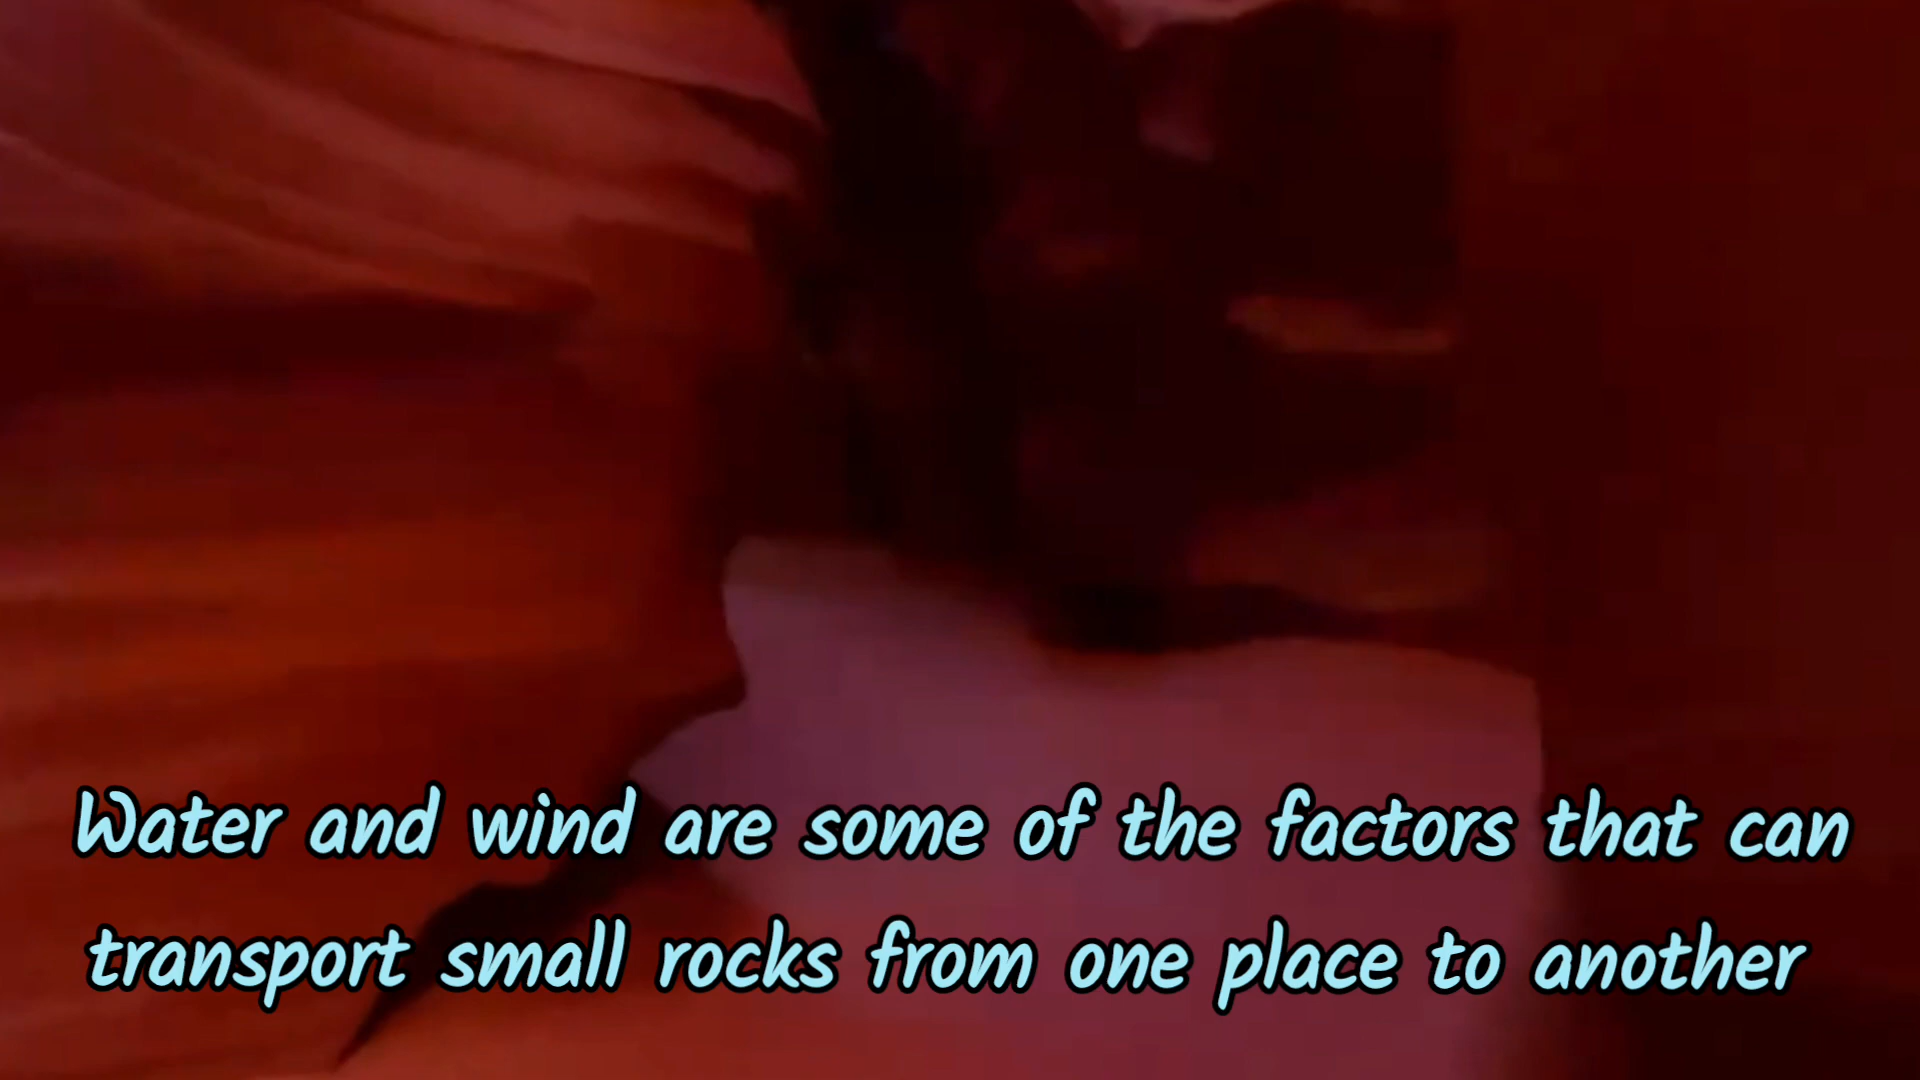 Water and wind are some of the factors that can
transport small rocks from one place to another